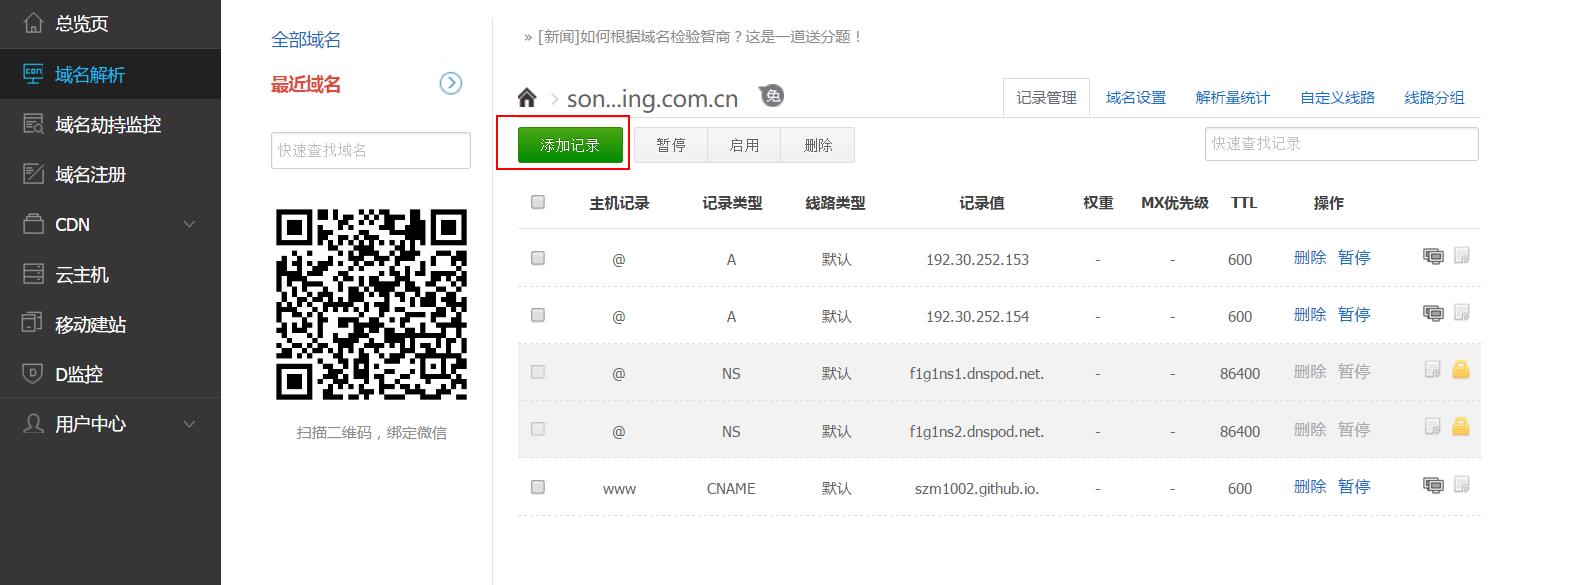 总览页
域名解析
域名劫持监控
域名注册
CDN
云主机
移动建站
D监控
用户中心
全部域名
最近域名
快速查找域名
扫描二维码，绑定微信
» [新闻]如何根据域名检验智商？这是一道送分题！
son...ing.com.cn 免
记录管理 域名设置 解析量统计 自定义线路 线路分组
添加记录 暂停 启用 删除 快速查找记录
主机记录 记录类型 线路类型 记录值 权重 MX优先级 TTL 操作
@ A 默认 192.30.252.153 - - 600 删除 暂停
@ A 默认 192.30.252.154 - - 600 删除 暂停
@ NS 默认 f1g1ns1.dnspod.net. - - 86400 删除 暂停
@ NS 默认 f1g1ns2.dnspod.net. - - 86400 删除 暂停
www CNAME 默认 szm1002.github.io. - - 600 删除 暂停